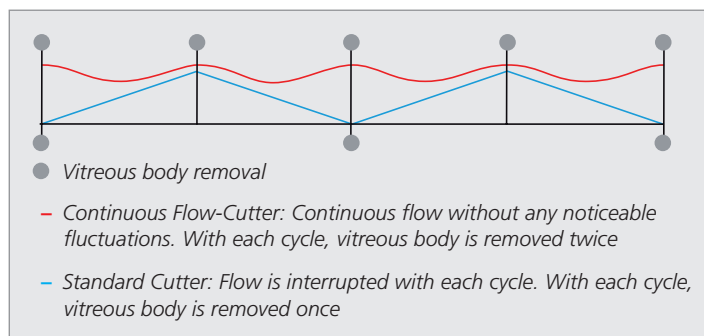 Vitreous body removal
– Continuous Flow-Cutter: Continuous flow without any noticeable
fluctuations. With each cycle, vitreous body is removed twice
– Standard Cutter: Flow is interrupted with each cycle. With each cycle,
vitreous body is removed once